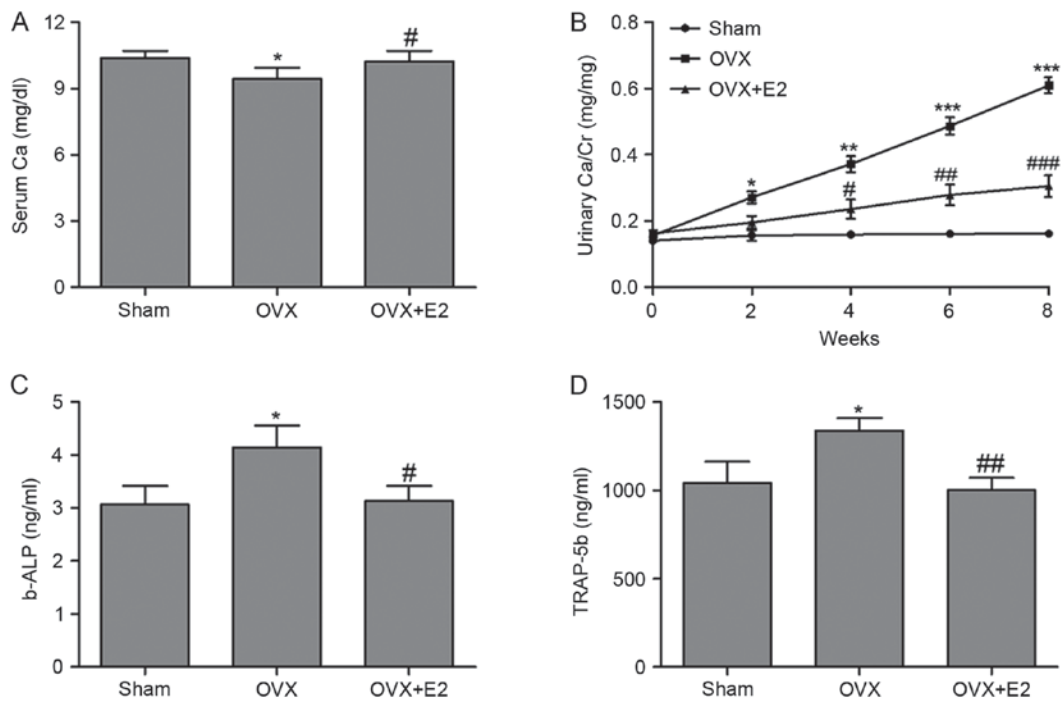 A
Serum Ca (mg/dl)
12
9
6
3
0
*
#
Sham OVX OVX+E2
B
Urinary Ca/Cr (mg/mg)
Sham
OVX
OVX+E2
0.8
0.6
0.4
0.2
0.0
* ** *** ***
# ## ###
0 2 4 6 8
Weeks
C
b-ALP (ng/ml)
5
4
3
2
1
0
*
#
Sham OVX OVX+E2
D
TRAP-5b (ng/ml)
1500
1000
500
0
*
##
Sham OVX OVX+E2